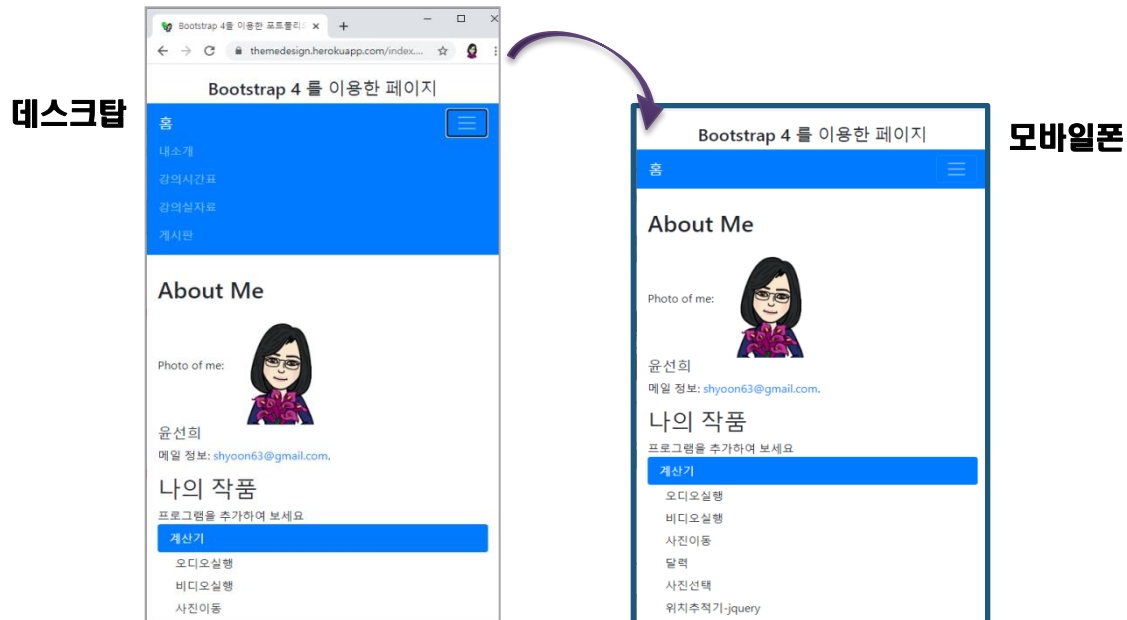 Bootstrap 4을 이용한 포트폴리오
themedesign.herokuapp.com/index....
데스크탑
Bootstrap 4 를 이용한 페이지
홈
내소개
강의시간표
강의실자료
게시판
About Me
Photo of me:
윤선희
메일 정보: shyoon63@gmail.com.
나의 작품
프로그램을 추가하여 보세요
계산기
오디오실행
비디오실행
사진이동
모바일폰
Bootstrap 4 를 이용한 페이지
홈
About Me
Photo of me:
윤선희
메일 정보: shyoon63@gmail.com.
나의 작품
프로그램을 추가하여 보세요
계산기
오디오실행
비디오실행
사진이동
달력
사진선택
위치추적기-jquery